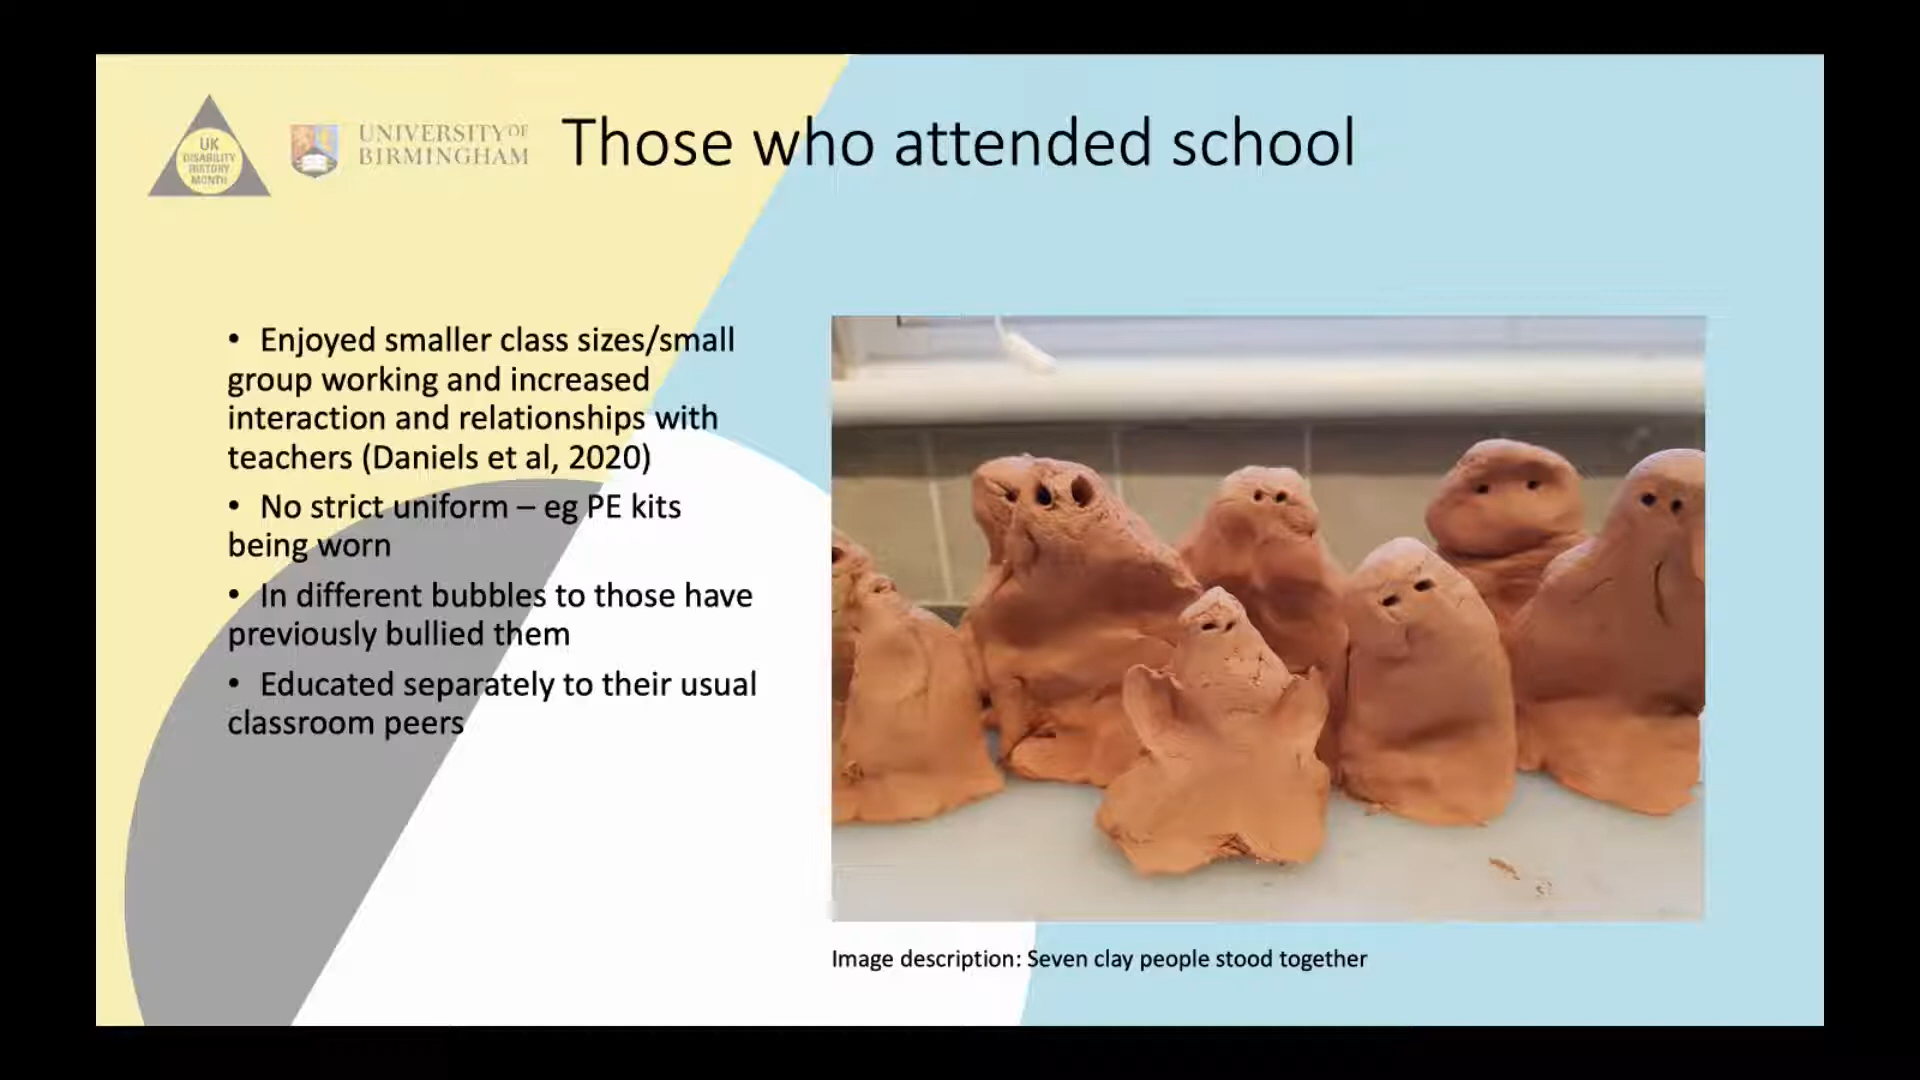 UK
DISABILITY
HISTORY
MONTH
UNIVERSITY OF
BIRMINGHAM
Those who attended school
• Enjoyed smaller class sizes/small
group working and increased
interaction and relationships with
teachers (Daniels et al, 2020)
• No strict uniform – eg PE kits
being worn
• In different bubbles to those have
previously bullied them
• Educated separately to their usual
classroom peers
Image description: Seven clay people stood together